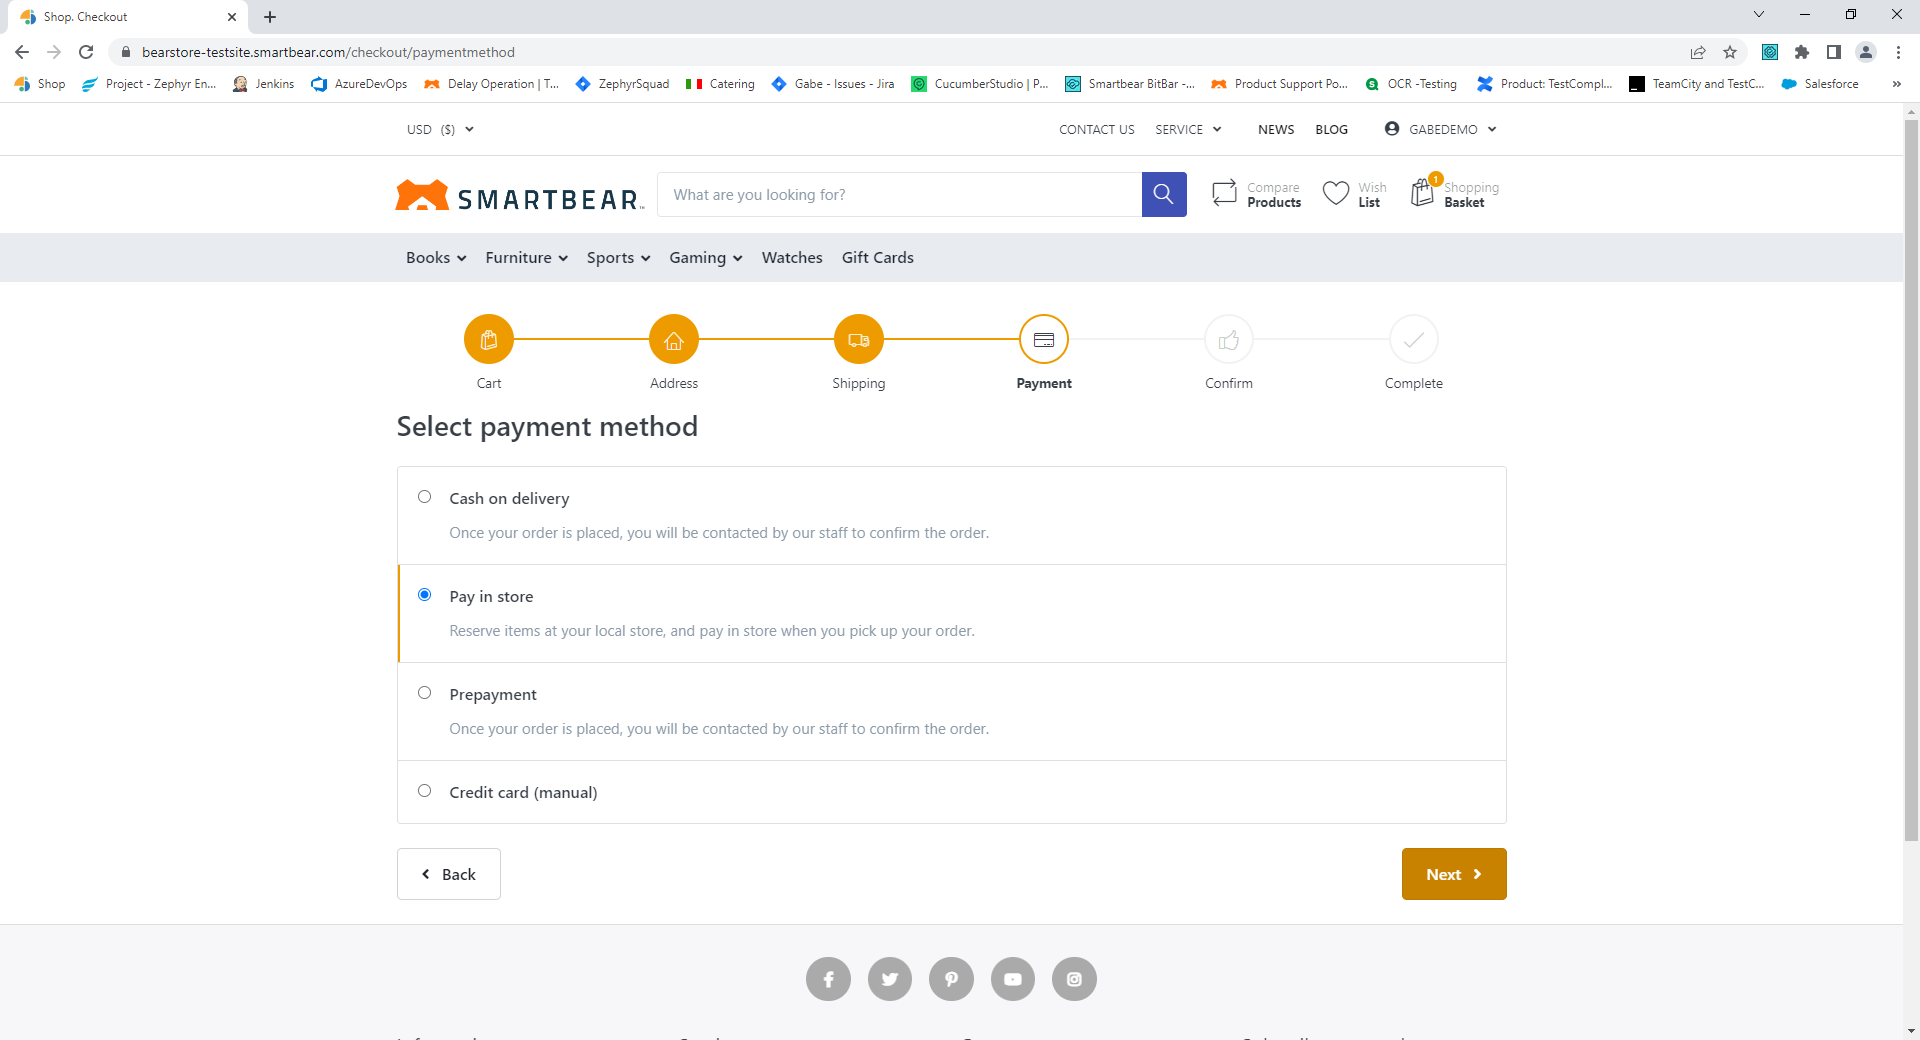 Shop. Checkout
bearstore-testsite.smartbear.com/checkout/paymentmethod
Shop Project - Zephyr En... Jenkins AzureDevOps Delay Operation | T... ZephyrSquad Catering Gabe - Issues - Jira CucumberStudio | P... Smartbear BitBar -... Product Support Po... OCR -Testing Product: TestCompl... TeamCity and TestC... Salesforce »
USD ($) CONTACT US SERVICE NEWS BLOG GABEDEMO
SMARTBEAR
What are you looking for?
Compare Products
Wish List
1
Shopping Basket
Books Furniture Sports Gaming Watches Gift Cards
Cart Address Shipping Payment Confirm Complete
Select payment method
Cash on delivery
Once your order is placed, you will be contacted by our staff to confirm the order.
Pay in store
Reserve items at your local store, and pay in store when you pick up your order.
Prepayment
Once your order is placed, you will be contacted by our staff to confirm the order.
Credit card (manual)
Back Next